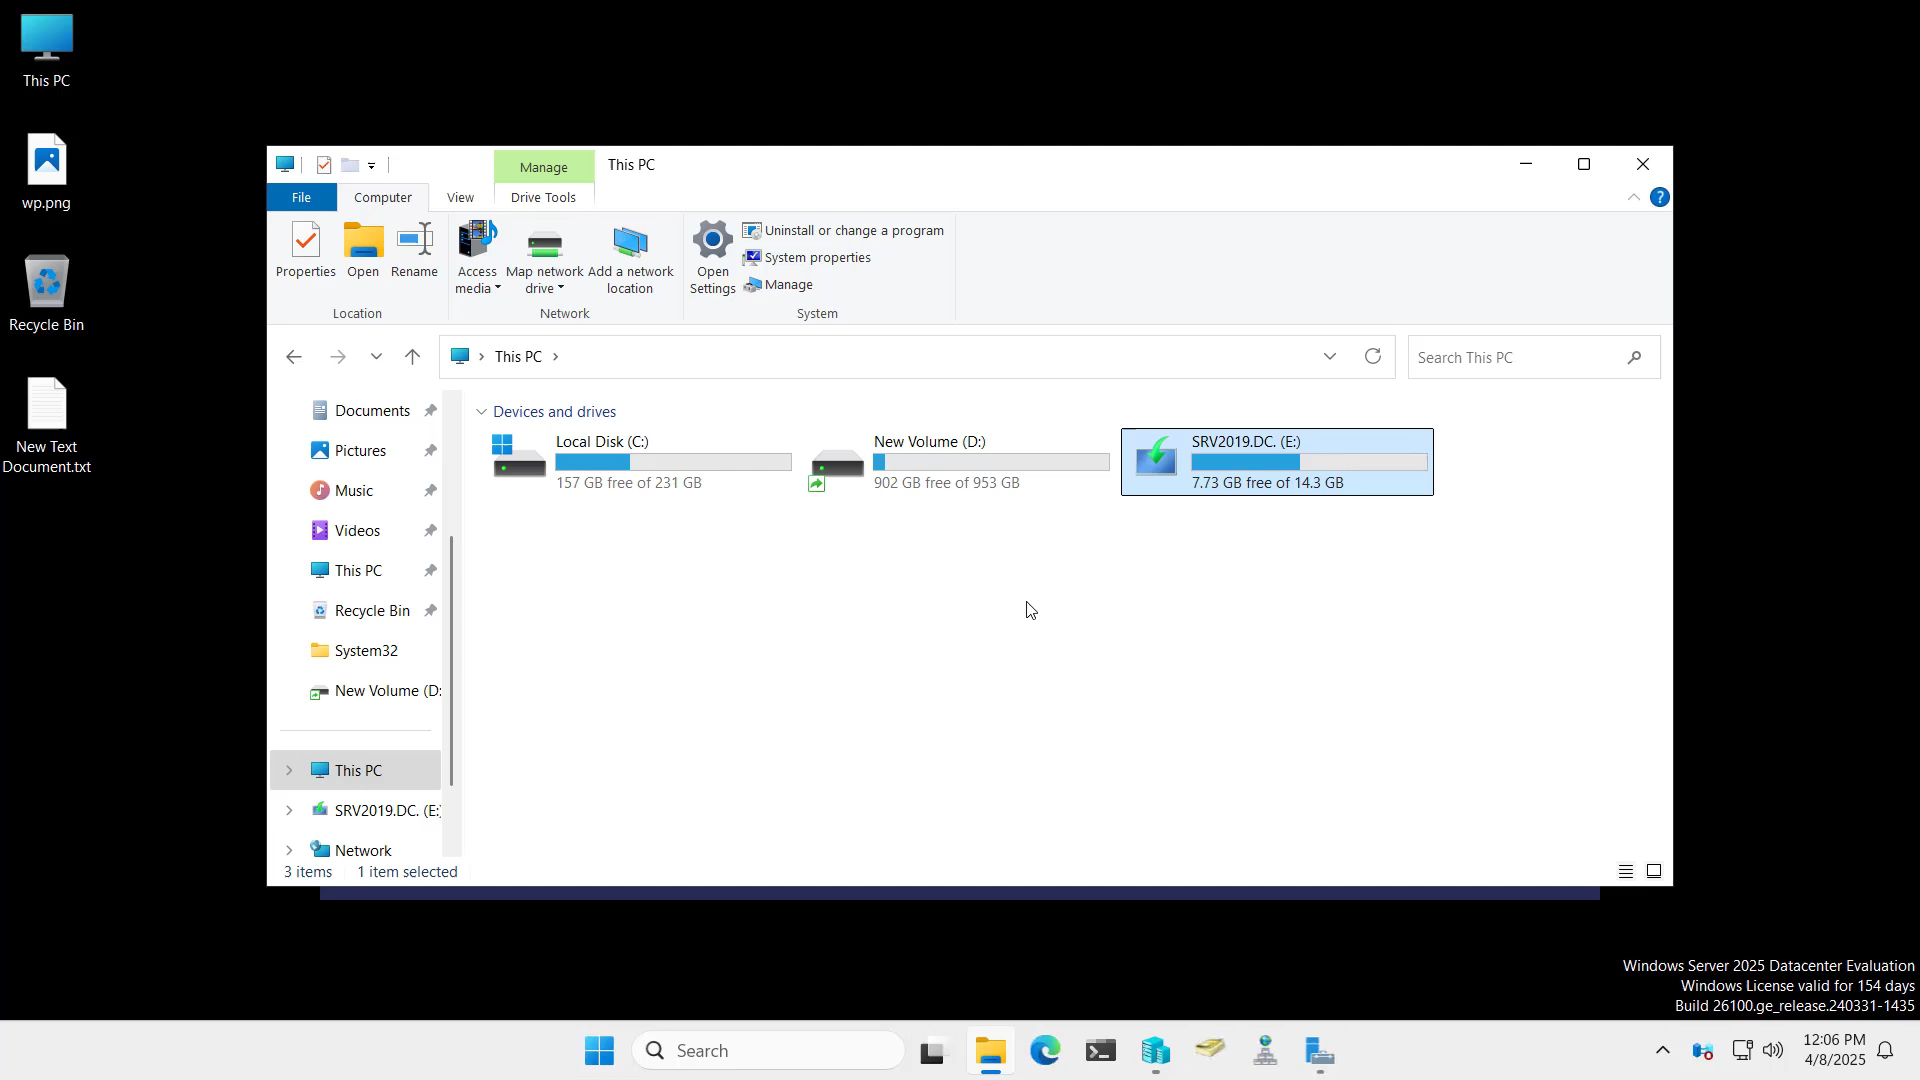 This PC
wp.png
Recycle Bin
New Text
Document.txt
Manage
This PC
File
Computer
View
Drive Tools
?
Properties
Open
Rename
Access
media
Map network
drive
Add a network
location
Open
Settings
Uninstall or change a program
System properties
Manage
Location
Network
System
This PC
Search This PC
Documents
Pictures
Music
Videos
This PC
Recycle Bin
System32
New Volume (D:
This PC
SRV2019.DC. (E:)
Network
Devices and drives
Local Disk (C:)
157 GB free of 231 GB
New Volume (D:)
902 GB free of 953 GB
SRV2019.DC. (E:)
7.73 GB free of 14.3 GB
3 items
1 item selected
Windows Server 2025 Datacenter Evaluation
Windows License valid for 154 days
Build 26100.ge_release.240331-1435
Search
12:06 PM
4/8/2025